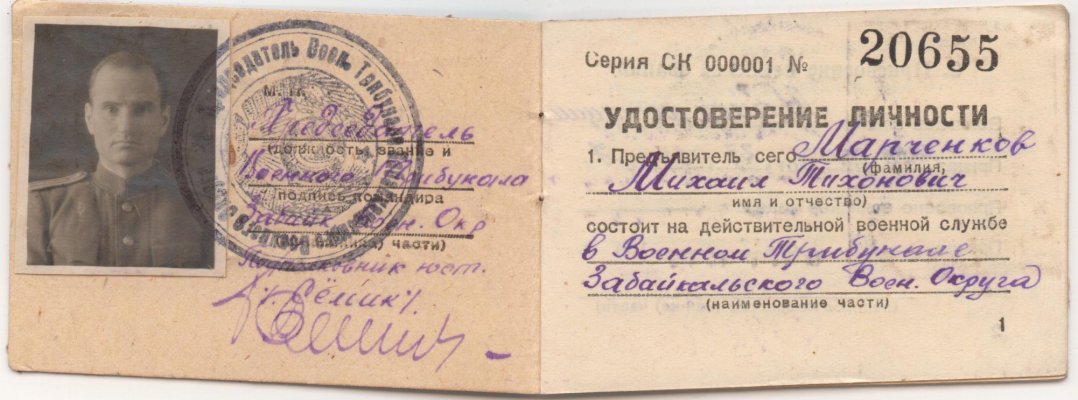 М. П.
Председатель
(должность, звание и
Военного Трибунала
подпись командира
Забайк. Воен. Окр
части)
Полковник юст.
/Сёмик/
Серия СК 000001 № 20655
УДОСТОВЕРЕНИЕ ЛИЧНОСТИ
1. Предъявитель сего Марченков
(фамилия,
Михаил Тихонович
имя и отчество)
состоит на действительной военной службе
в Военном Трибунале
Забайкальского Воен. Округа
(наименование части)
1